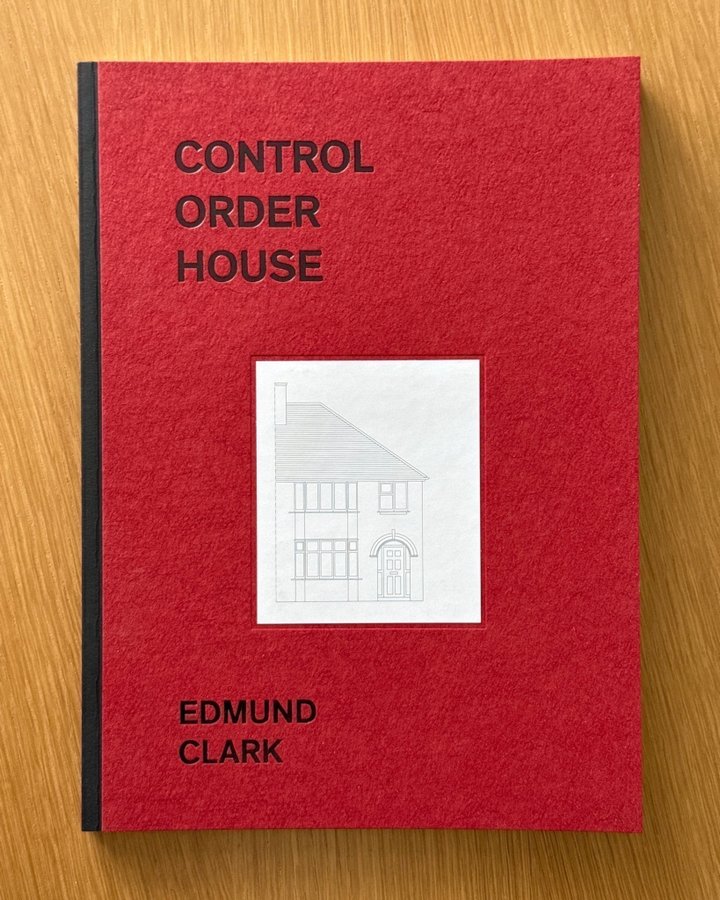 CONTROL
ORDER
HOUSE
EDMUND
CLARK